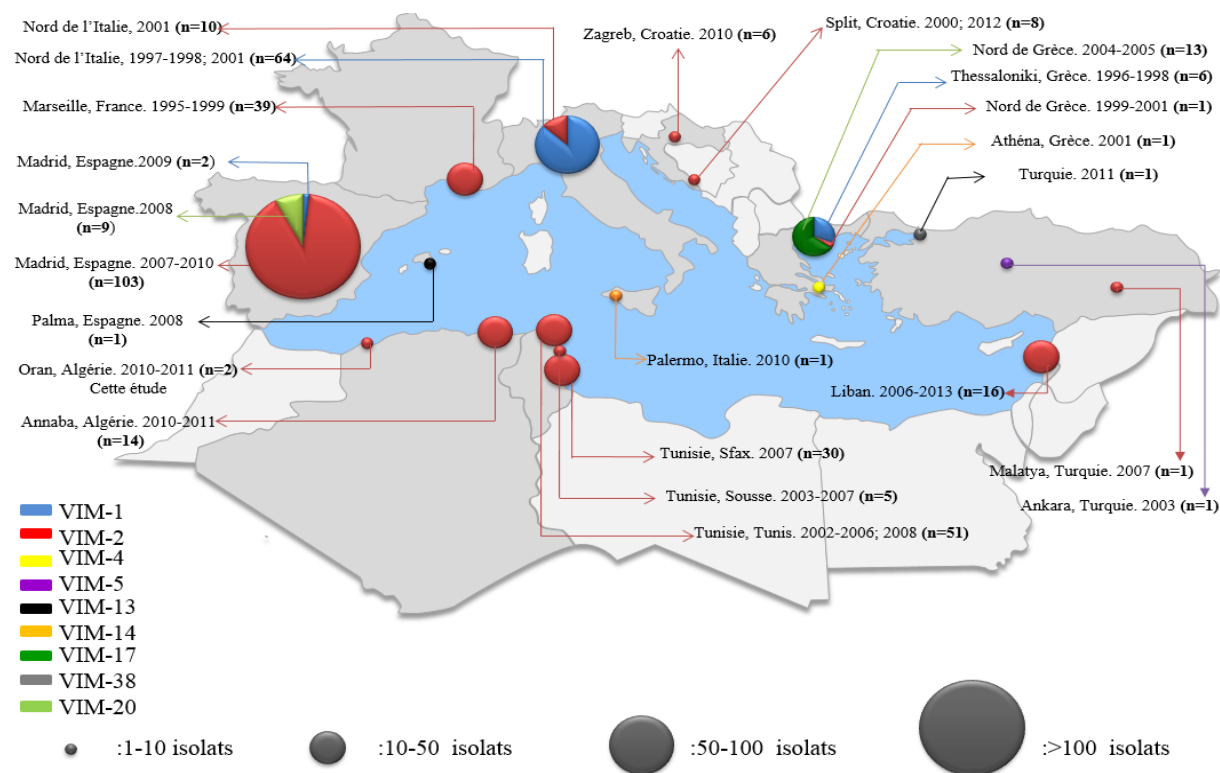 Nord de l'Italie, 2001 (n=10)
Nord de l'Italie, 1997-1998; 2001 (n=64)
Marseille, France. 1995-1999 (n=39)
Madrid, Espagne.2009 (n=2)
Madrid, Espagne.2008
(n=9)
Madrid, Espagne. 2007-2010
(n=103)
Palma, Espagne. 2008
(n=1)
Oran, Algérie. 2010-2011 (n=2)
Cette étude
Annaba, Algérie. 2010-2011
(n=14)
Zagreb, Croatie. 2010 (n=6)
Split, Croatie. 2000; 2012 (n=8)
Nord de Grèce. 2004-2005 (n=13)
Thessaloniki, Grèce. 1996-1998 (n=6)
Nord de Grèce. 1999-2001 (n=1)
Athéna, Grèce. 2001 (n=1)
Turquie. 2011 (n=1)
Palermo, Italie. 2010 (n=1)
Liban. 2006-2013 (n=16)
Tunisie, Sfax. 2007 (n=30)
Malatya, Turquie. 2007 (n=1)
Tunisie, Sousse. 2003-2007 (n=5)
Ankara, Turquie. 2003 (n=1)
Tunisie, Tunis. 2002-2006; 2008 (n=51)
VIM-1
VIM-2
VIM-4
VIM-5
VIM-13
VIM-14
VIM-17
VIM-38
VIM-20
:1-10 isolats
:10-50 isolats
:50-100 isolats
:>100 isolats